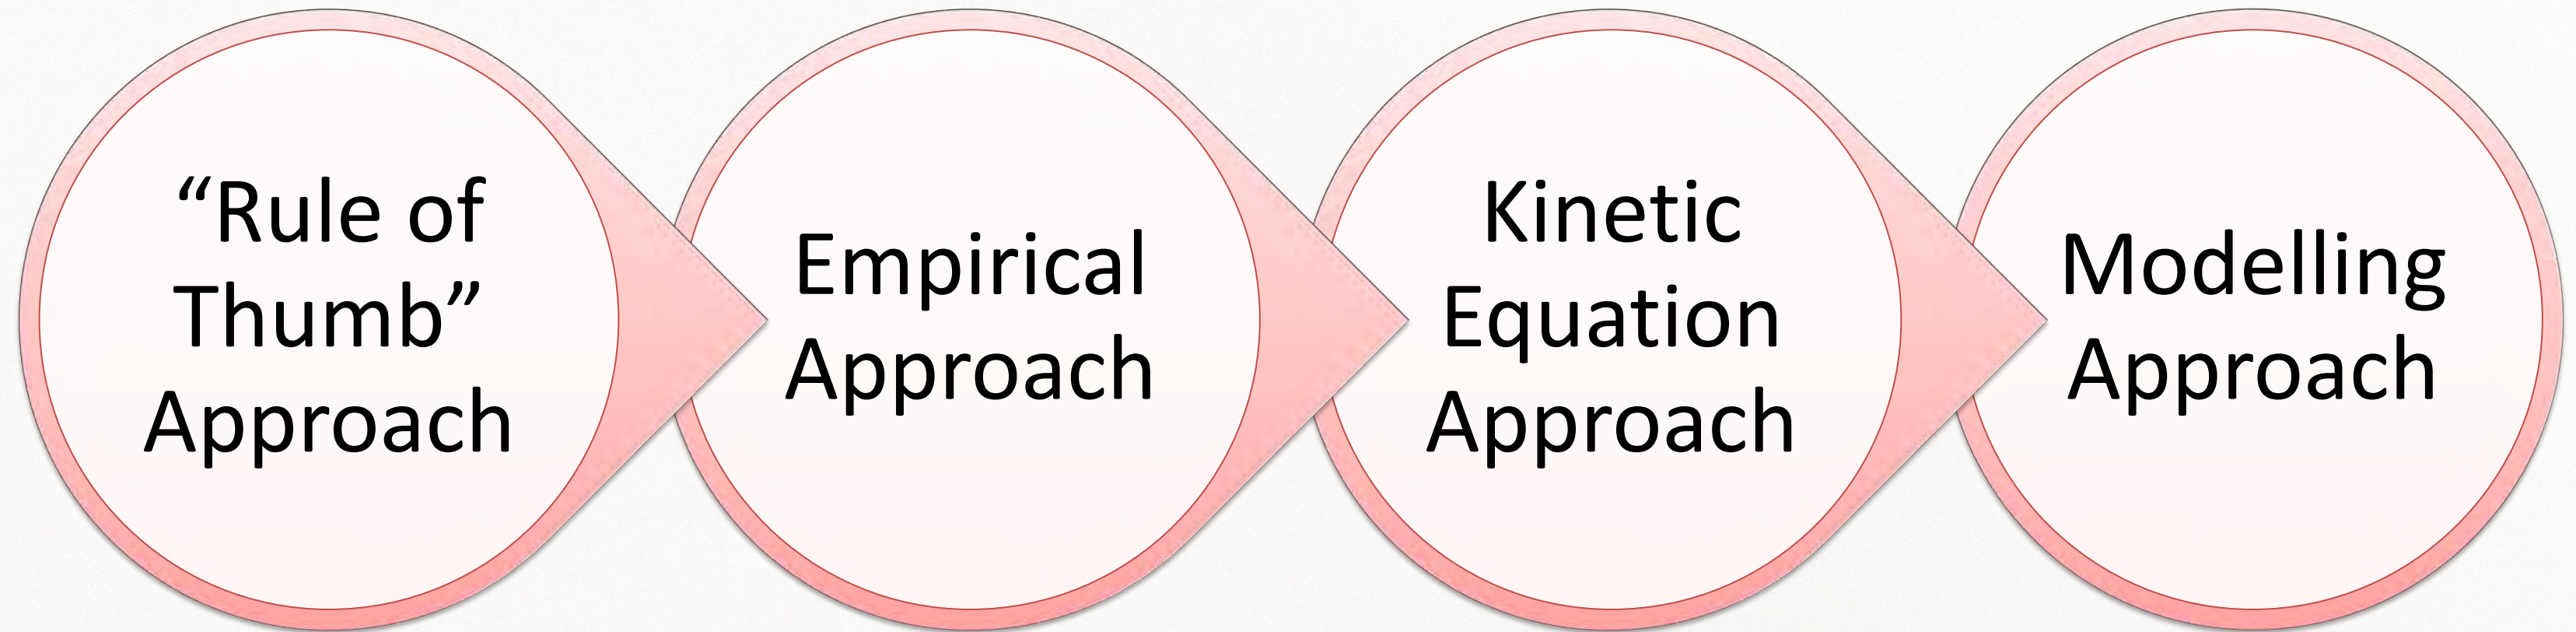 “Rule of
Thumb”
Approach
Empirical
Approach
Kinetic
Equation
Approach
Modelling
Approach